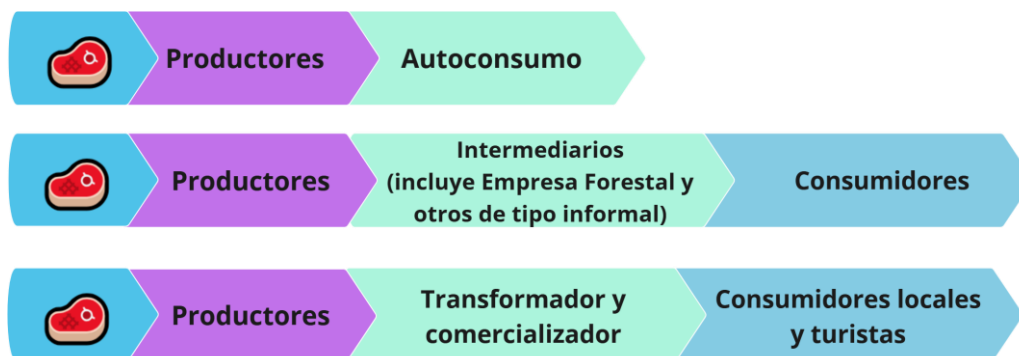 Productores
Autoconsumo
Productores
Intermediarios
(incluye Empresa Forestal y
otros de tipo informal)
Consumidores
Productores
Transformador y
comercializador
Consumidores locales
y turistas